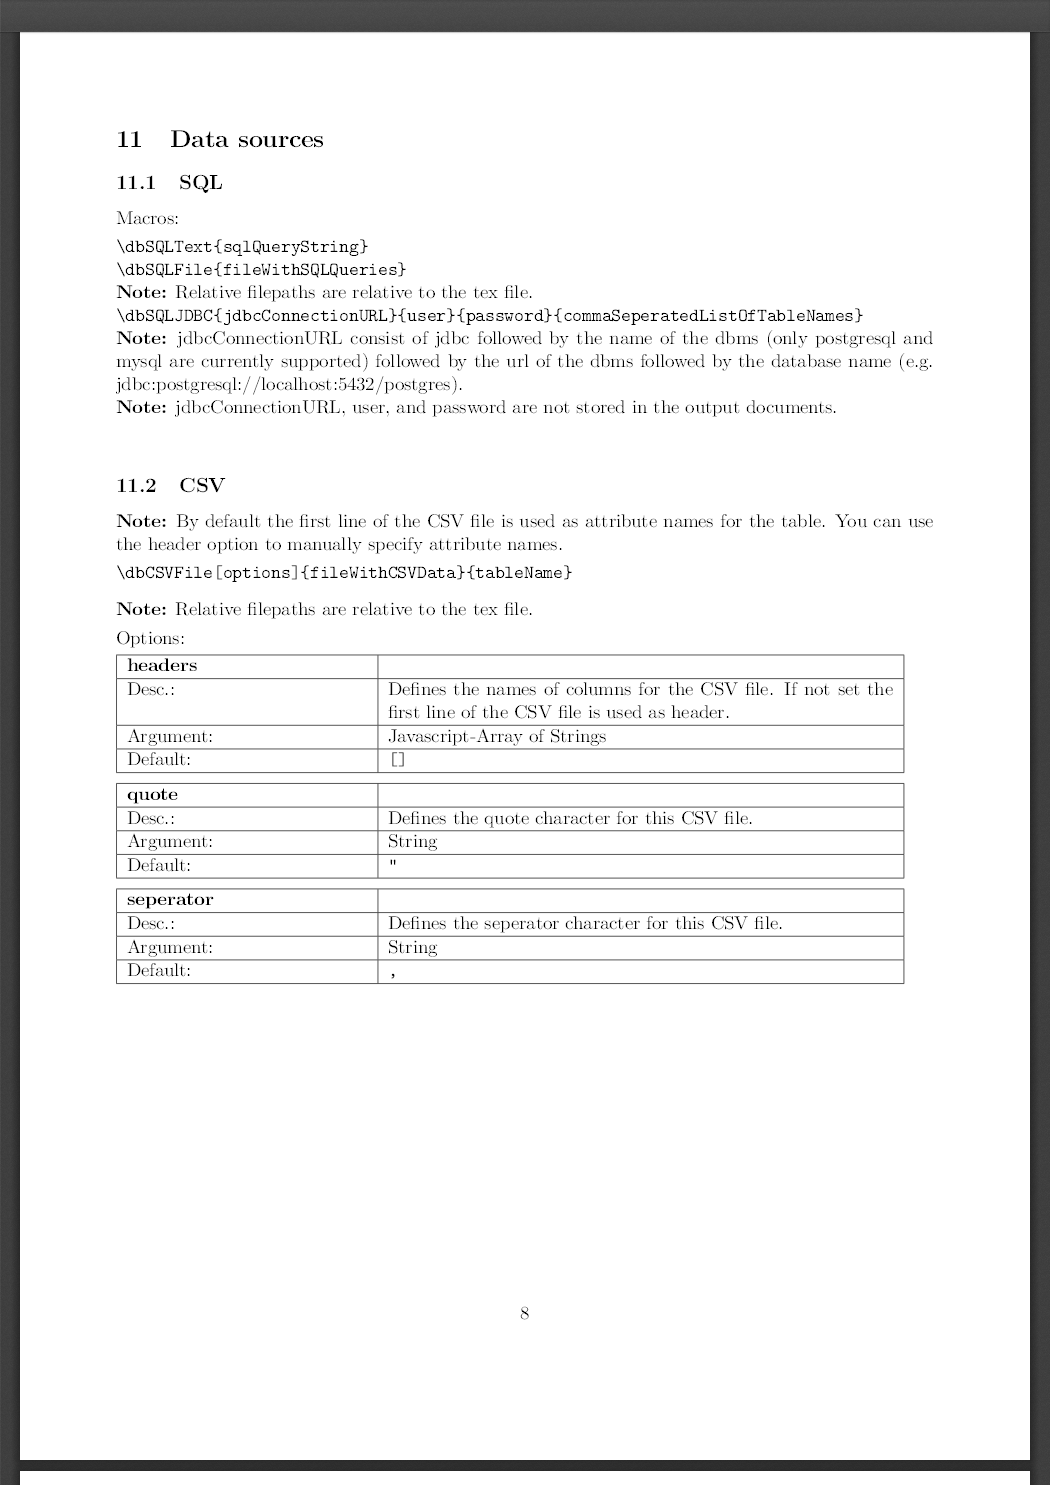 11 Data sources
11.1 SQL
Macros:
\dbSQLText{sqlQueryString}
\dbSQLFile{fileWithSQLQueries}
Note: Relative filepaths are relative to the tex file.
\dbSQLJDBC{jdbcConnectionURL}{user}{password}{commaSeperatedListOfTableNames}
Note: jdbcConnectionURL consist of jdbc followed by the name of the dbms (only postgresql and
mysql are currently supported) followed by the url of the dbms followed by the database name (e.g.
jdbc:postgresql://localhost:5432/postgres).
Note: jdbcConnectionURL, user, and password are not stored in the output documents.
11.2 CSV
Note: By default the first line of the CSV file is used as attribute names for the table. You can use
the header option to manually specify attribute names.
\dbCSVFile[options]{fileWithCSVData}{tableName}
Note: Relative filepaths are relative to the tex file.
Options:
headers
Desc.: Defines the names of columns for the CSV file. If not set the
first line of the CSV file is used as header.
Argument: Javascript-Array of Strings
Default: []
quote
Desc.: Defines the quote character for this CSV file.
Argument: String
Default: "
seperator
Desc.: Defines the seperator character for this CSV file.
Argument: String
Default: ,
8